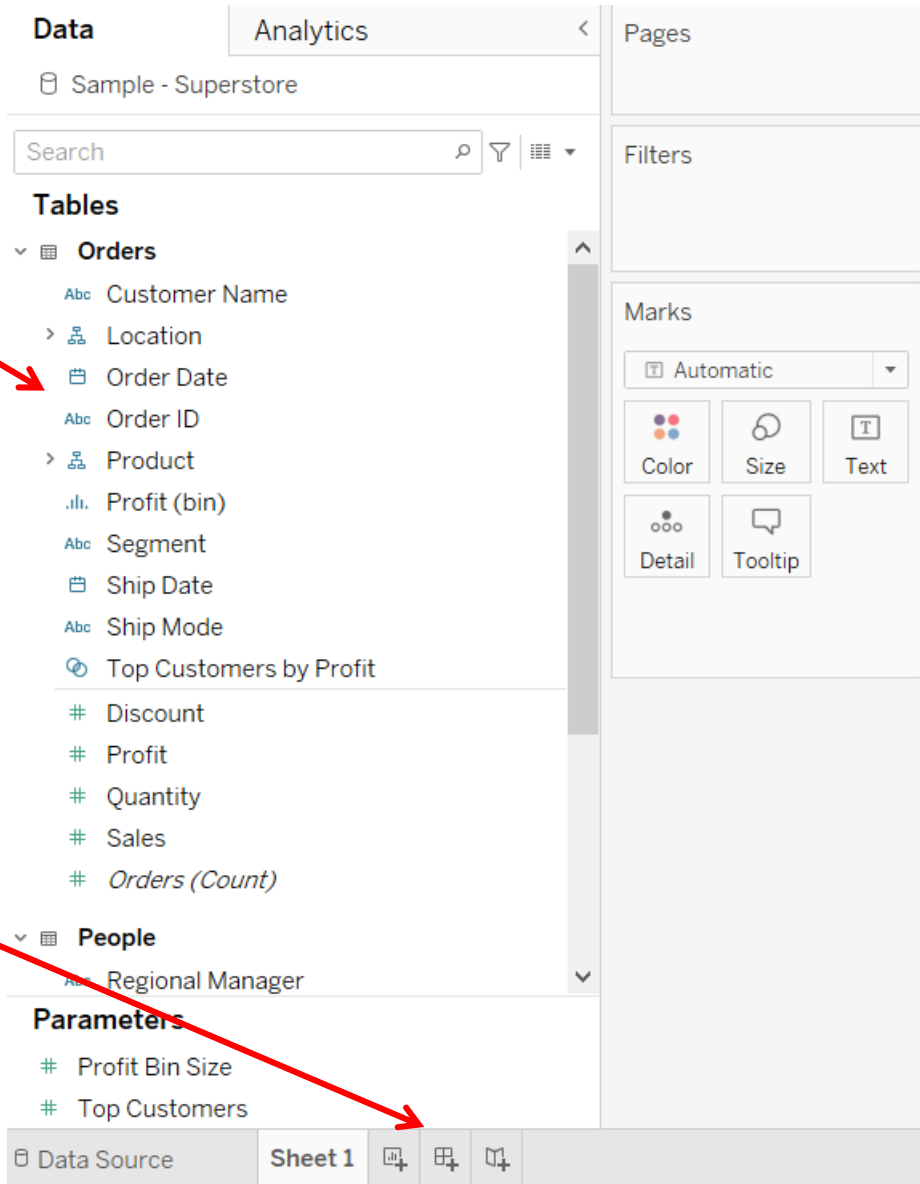 Data
Analytics
Sample - Superstore
Search
Tables
Orders
Abc Customer Name
Location
Order Date
Abc Order ID
Product
Profit (bin)
Abc Segment
Ship Date
Abc Ship Mode
Top Customers by Profit
# Discount
# Profit
# Quantity
# Sales
# Orders (Count)
People
Abc Regional Manager
Parameters
# Profit Bin Size
# Top Customers
Pages
Filters
Marks
T Automatic
Color
Size
T Text
Detail
Tooltip
Data Source
Sheet 1